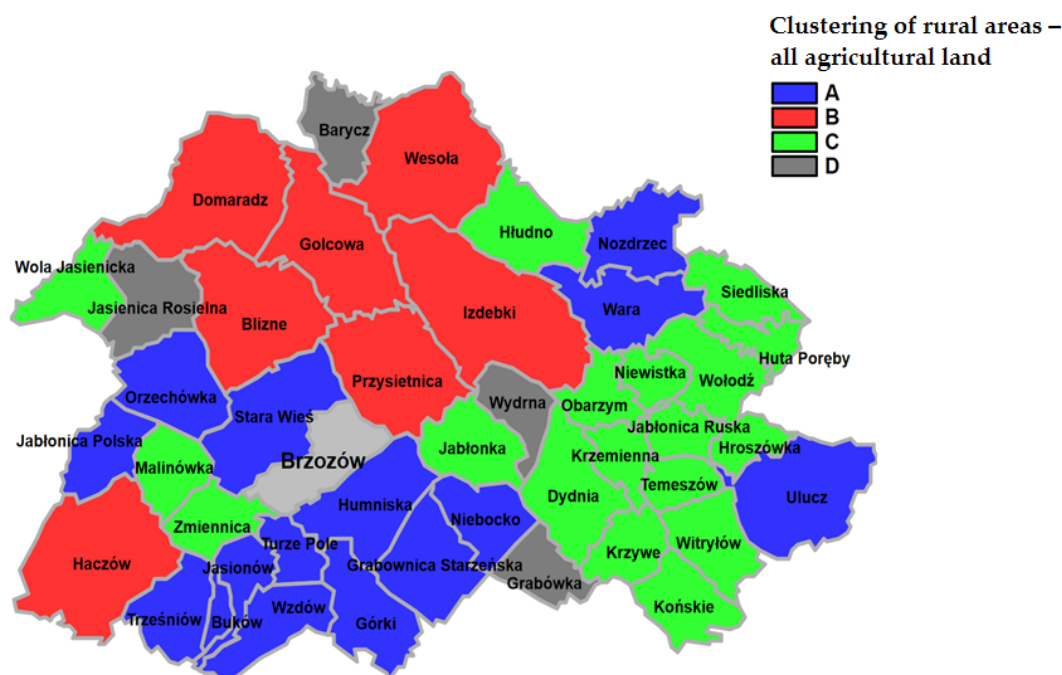 Clustering of rural areas –
all agricultural land
A
B
C
D
Barycz
Wesoła
Domaradz
Golcowa
Hłudno
Nozdrzec
Wola Jasienicka
Siedliska
Jasienica Rosielna
Izdebki
Wara
Blizne
Huta Poręby
Niewistka
Wołodź
Przysietnica
Orzechówka
Wydrna
Obarzym
Stara Wieś
Jabłonica Ruska
Jabłonica Polska
Jabłonka
Hroszówka
Malinówka
Krzemienna
Brzozów
Temeszów
Dydnia
Ulucz
Humniska
Niebocko
Zmiennica
Turze Pole
Witryłów
Krzywe
Haczów
Jasionów
Grabownica Starzeńska
Grabówka
Wzdów
Końskie
Trześniów
Buków
Górki